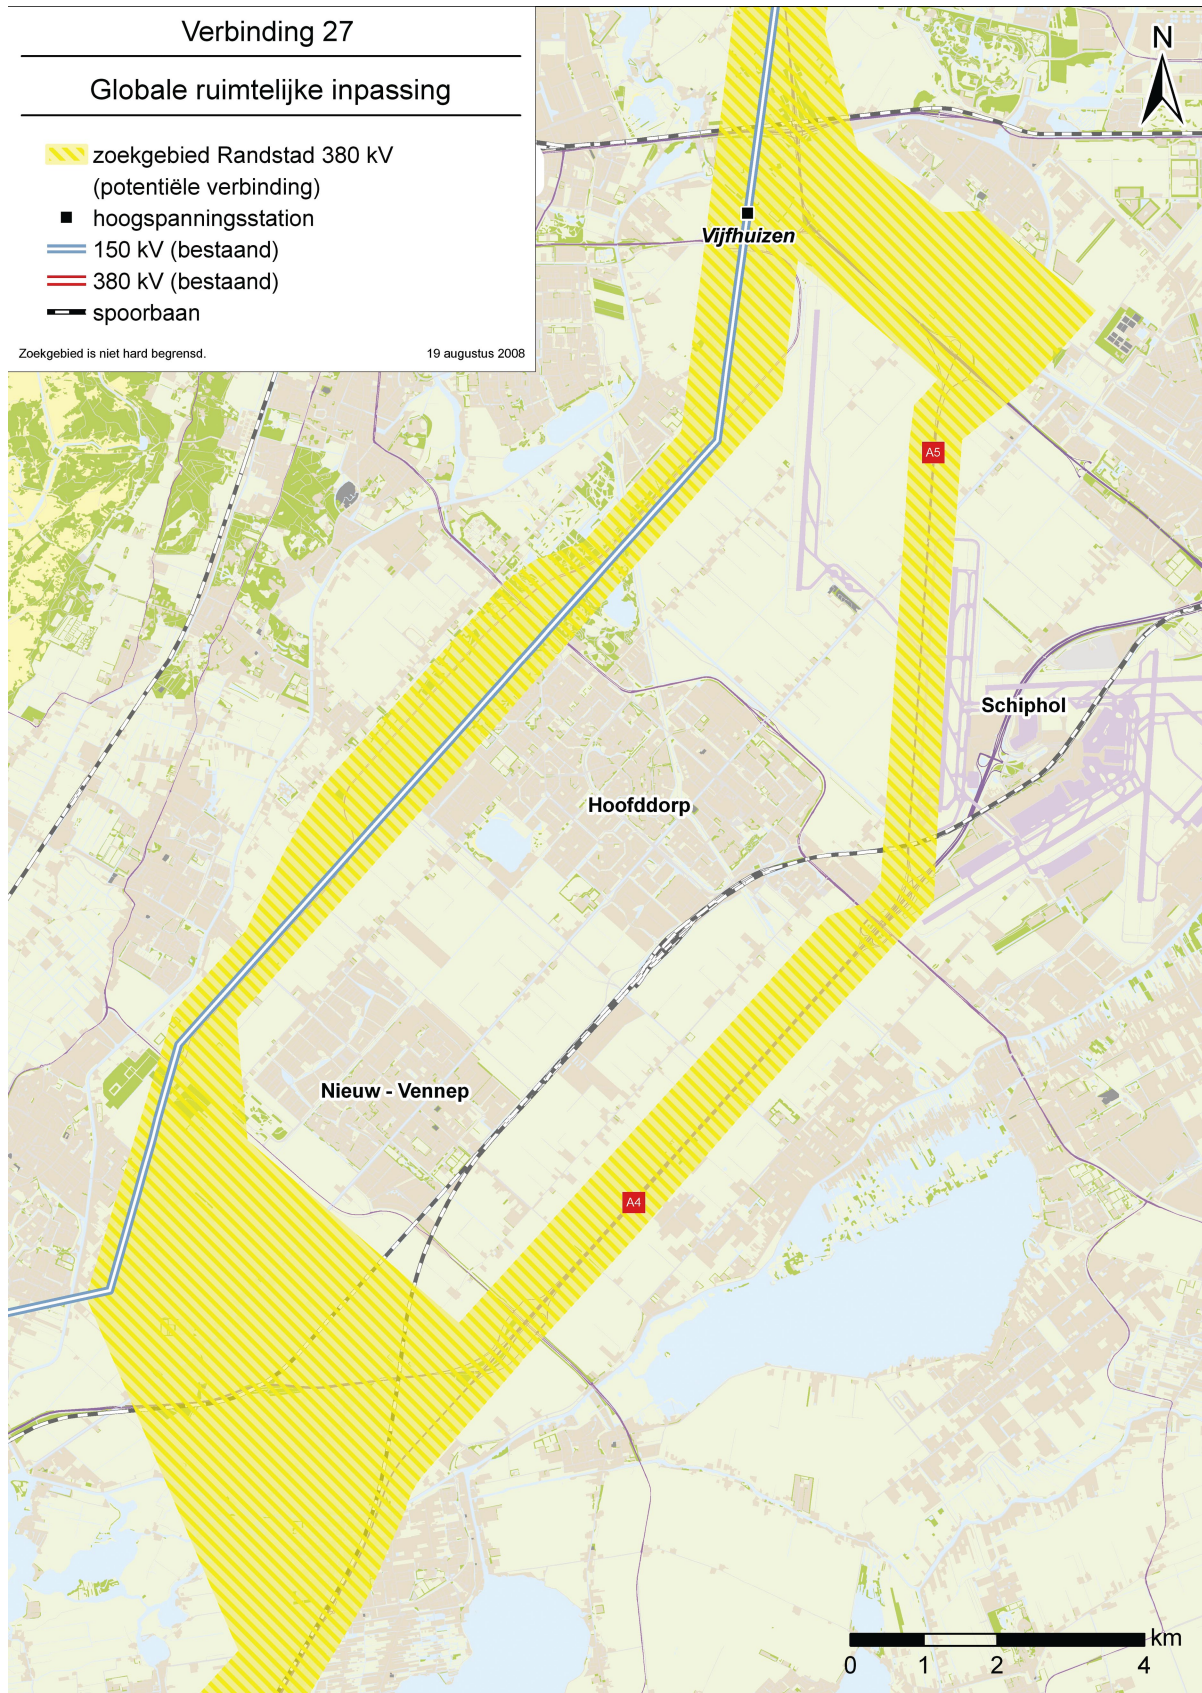 Verbinding 27
Globale ruimtelijke inpassing
zoekgebied Randstad 380 kV
(potentiële verbinding)
hoogspanningsstation
150 kV (bestaand)
380 kV (bestaand)
spoorbaan
Zoekgebied is niet hard begrensd.
19 augustus 2008
N
Vijfhuizen
A5
Schiphol
Hoofddorp
Nieuw - Vennep
A4
km
0 1 2 4